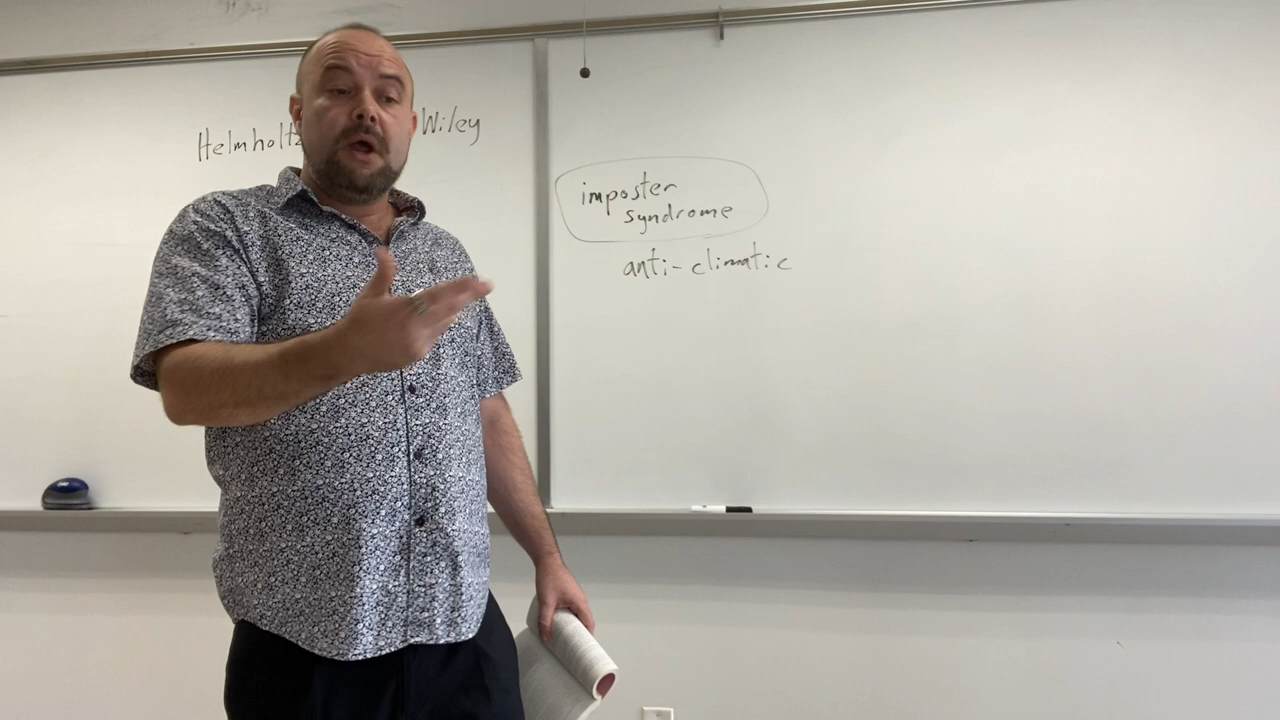 Helmholtz Wiley
imposter
syndrome
anti-climatic